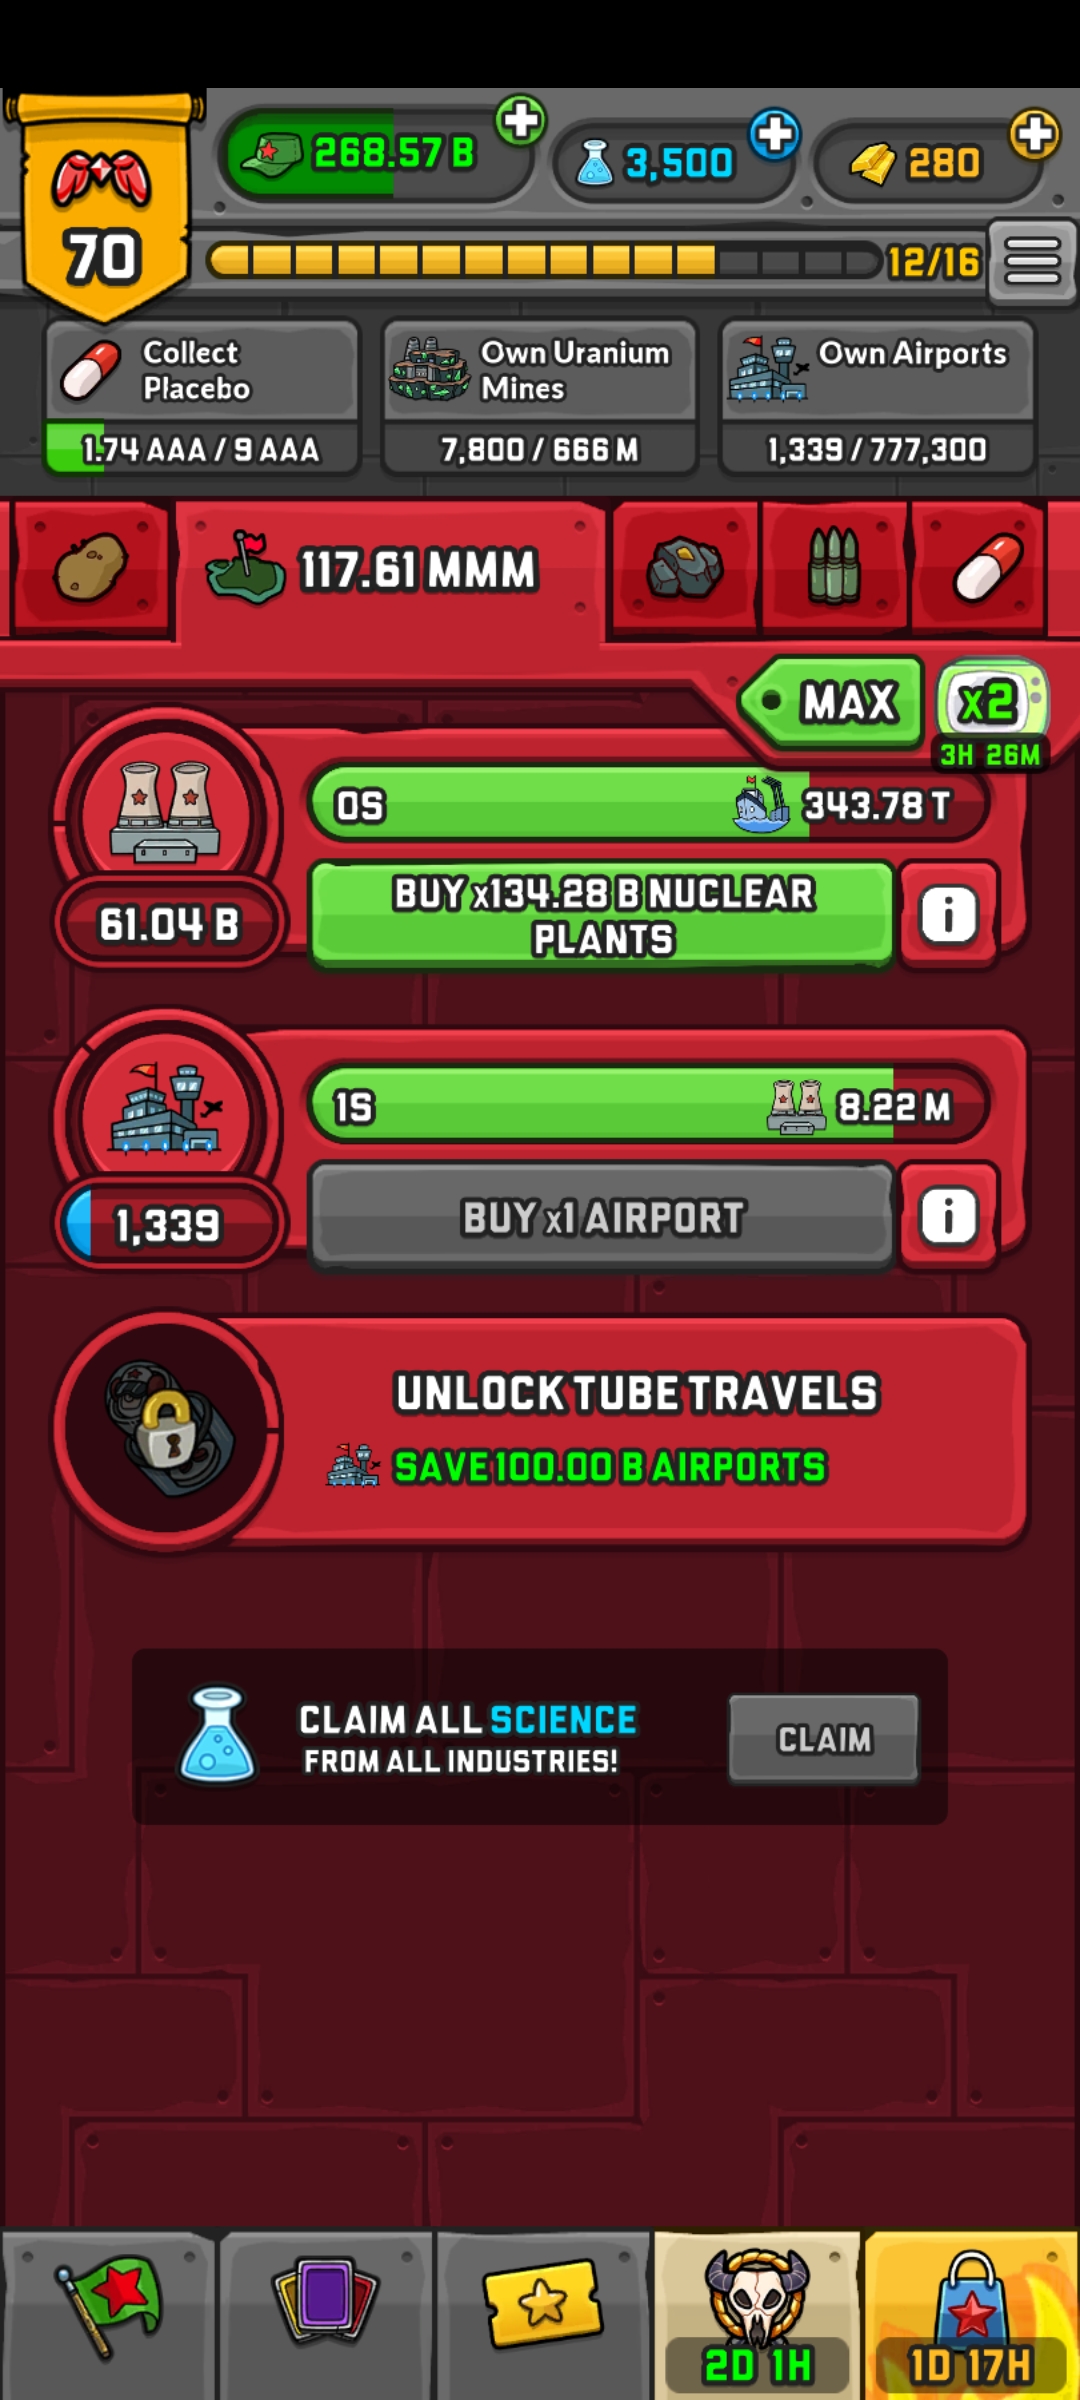 268.57 B
3,500
280
70
12/16
Collect
Placebo
1.74 AAA / 9 AAA
Own Uranium
Mines
7,800 / 666 M
Own Airports
1,339 / 777,300
117.61 MMM
MAX
x2
3H 26M
0S
343.78 T
61.04 B
BUY x134.28 B NUCLEAR
PLANTS
i
1S
8.22 M
1,339
BUY x1 AIRPORT
i
UNLOCK TUBE TRAVELS
SAVE 100.00 B AIRPORTS
CLAIM ALL SCIENCE
FROM ALL INDUSTRIES!
CLAIM
2D 1H
1D 17H